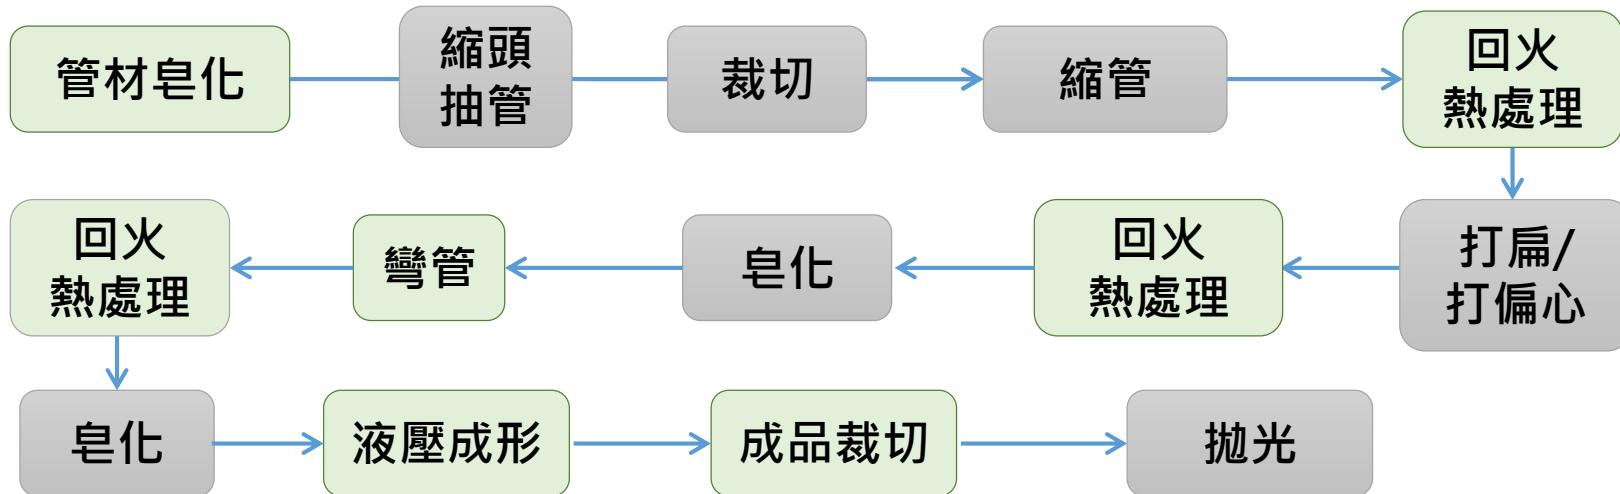 管材皂化
縮頭
抽管
裁切
縮管
回火
熱處理
打扁/
打偏心
回火
熱處理
皂化
彎管
回火
熱處理
皂化
液壓成形
成品裁切
拋光